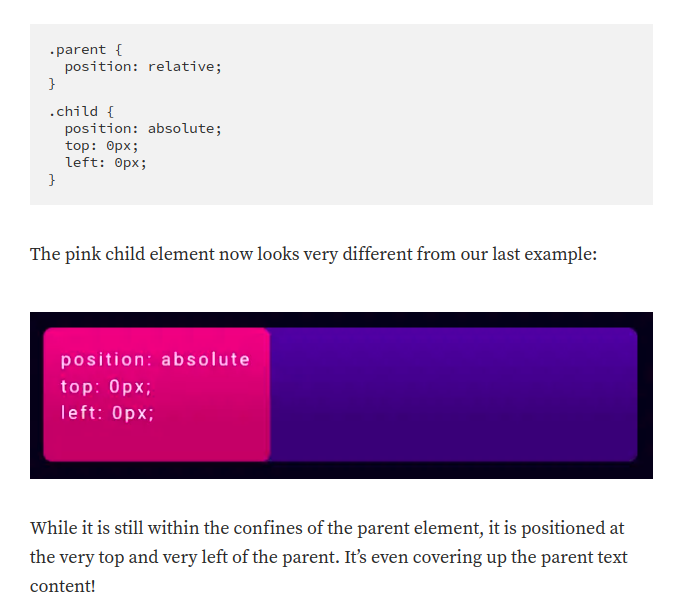 .parent {
  position: relative;
}
.child {
  position: absolute;
  top: 0px;
  left: 0px;
}
The pink child element now looks very different from our last example:
position: absolute
top: 0px;
left: 0px;
While it is still within the confines of the parent element, it is positioned at
the very top and very left of the parent. It’s even covering up the parent text
content!